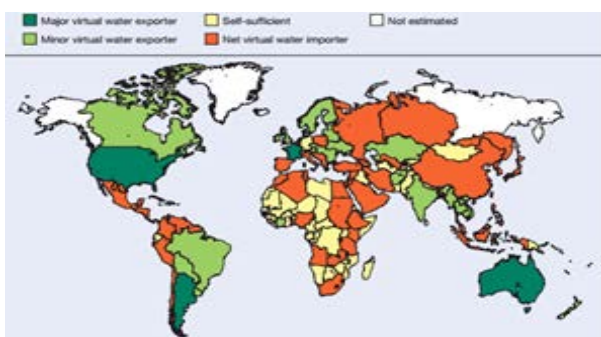 Major virtual water exporter Self-sufficient Not estimated
Minor virtual water exporter Net virtual water importer